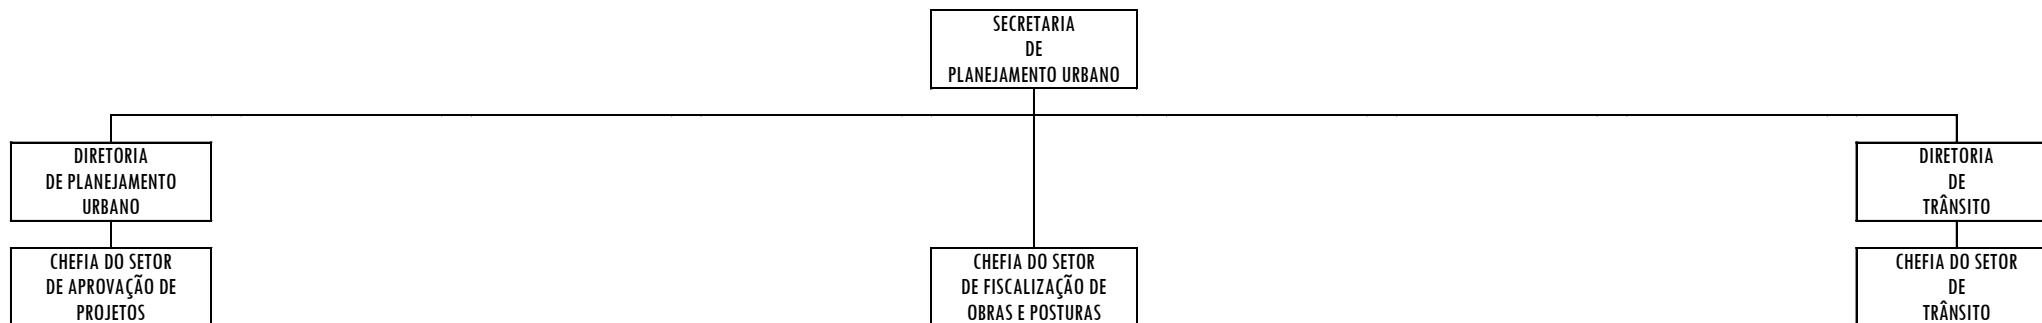 SECRETARIA
DE
PLANEJAMENTO URBANO
DIRETORIA
DE PLANEJAMENTO
URBANO
DIRETORIA
DE
TRÂNSITO
CHEFIA DO SETOR
DE APROVAÇÃO DE
PROJETOS
CHEFIA DO SETOR
DE FISCALIZAÇÃO DE
OBRAS E POSTURAS
CHEFIA DO SETOR
DE
TRÂNSITO